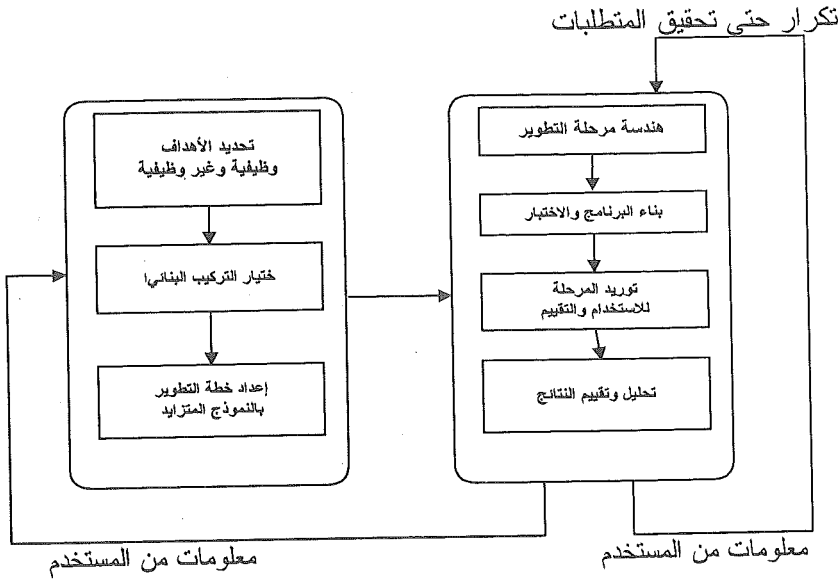 تكرار حتى تحقيق المتطلبات
هندسة مرحلة التطوير
بناء البرنامج والاختبار
توريد المرحلة
للاستخدام والتقييم
تحليل وتقييم النتائج
تحديد الأهداف
وظيفية وغير وظيفية
ختيار التركيب البنائيا
إعداد خطة التطوير
بالنموذج المتزايد
معلومات من المستخدم
معلومات من المستخدم